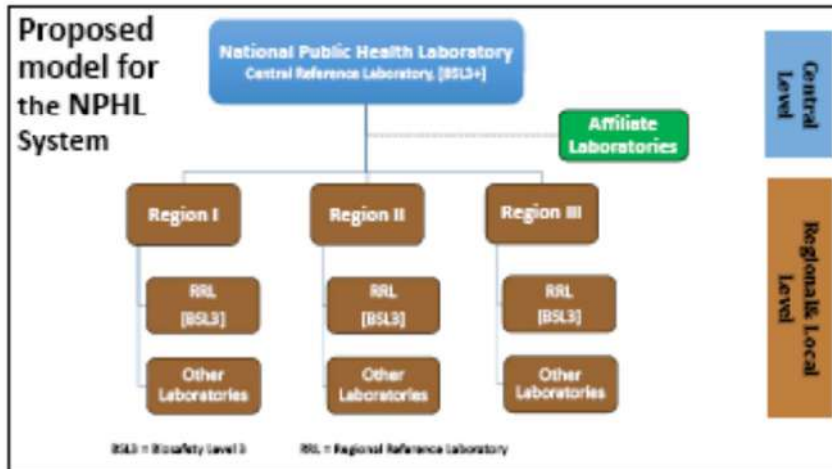 Proposed
model for
the NPHL
System
National Public Health Laboratory
Central Reference Laboratory, [BSL3+]
Affiliate
Laboratories
Central
Level
Region I
Region II
Region III
RRL
[BSL3]
RRL
[BSL3]
RRL
[BSL3]
Other
Laboratories
Other
Laboratories
Other
Laboratories
Regional& Local
Level
BSL3 = Biosafety Level 3
RRL = Regional Reference Laboratory